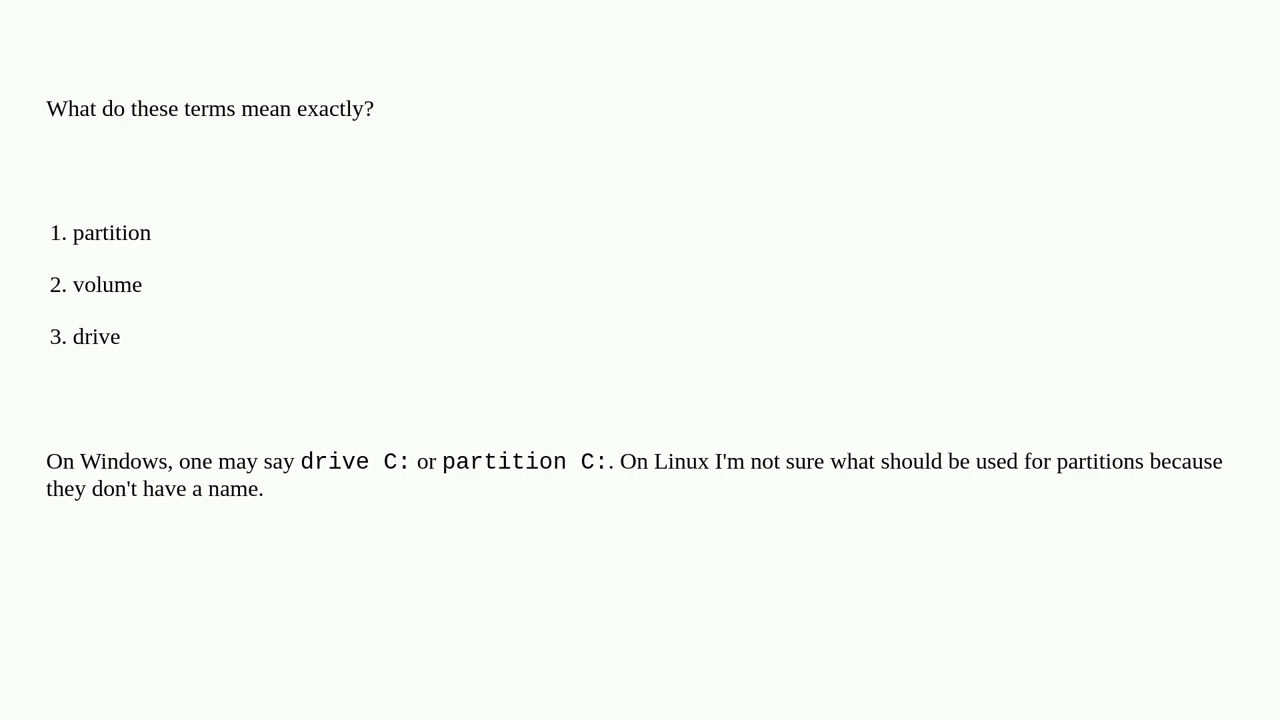 What do these terms mean exactly?
1. partition
2. volume
3. drive
On Windows, one may say drive C: or partition C:. On Linux I'm not sure what should be used for partitions because
they don't have a name.